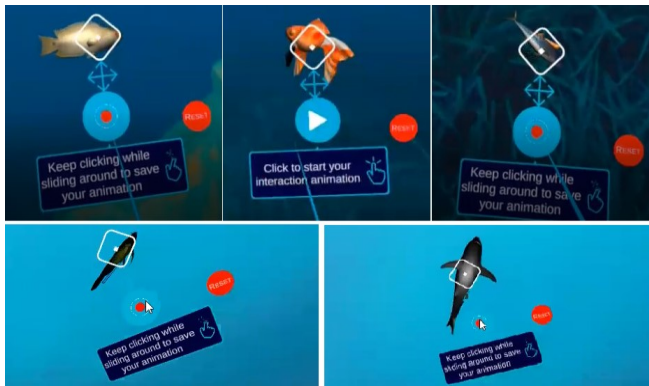 RESET
Keep clicking while
sliding around to save
your animation
RESET
Click to start your
interaction animation
RESET
Keep clicking while
sliding around to save
your animation
RESET
Keep clicking while
sliding around to save
your animation
RESET
Keep clicking while
sliding around to save
your animation